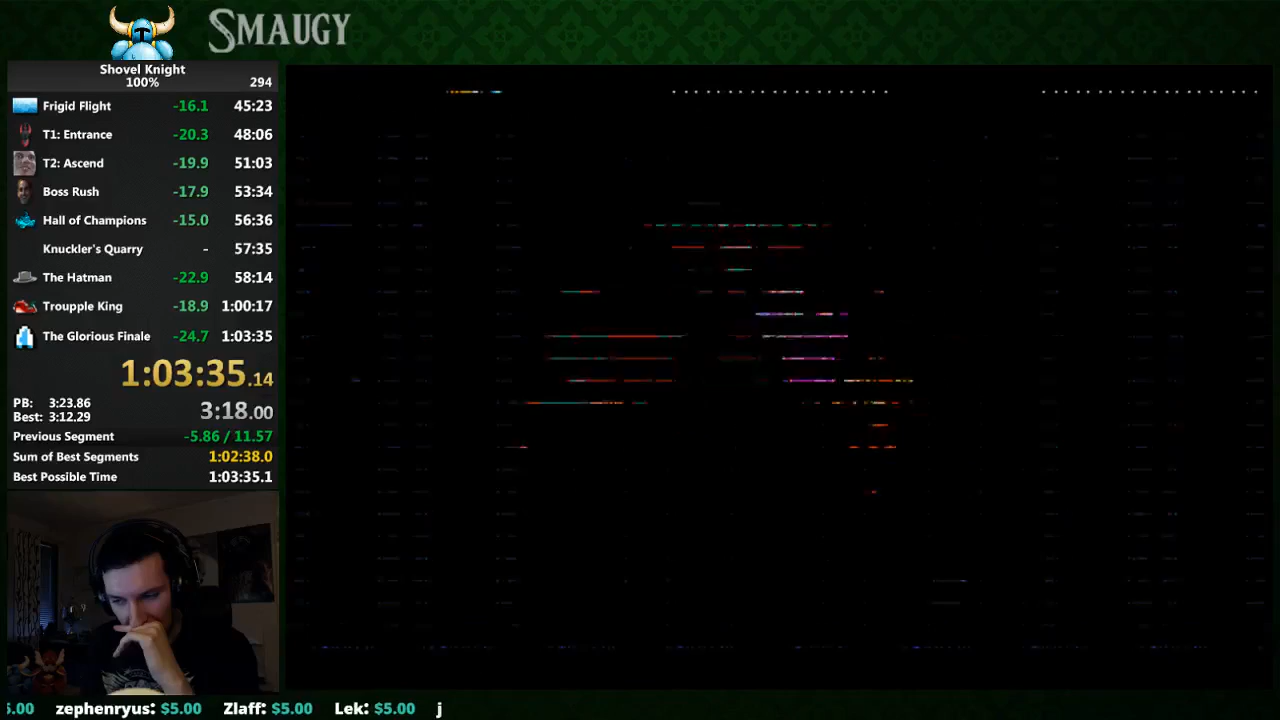 SMAUGY
Shovel Knight
100% 294
Frigid Flight -16.1 45:23
T1: Entrance -20.3 48:06
T2: Ascend -19.9 51:03
Boss Rush -17.9 53:34
Hall of Champions -15.0 56:36
Knuckler's Quarry - 57:35
The Hatman -22.9 58:14
Troupple King -18.9 1:00:17
The Glorious Finale -24.7 1:03:35
1:03:35.14
PB: 3:23.86
Best: 3:12.29
3:18.00
Previous Segment -5.86 / 11.57
Sum of Best Segments 1:02:38.0
Best Possible Time 1:03:35.1
5.00 zephenryus: $5.00 Zlaff: $5.00 Lek: $5.00 j